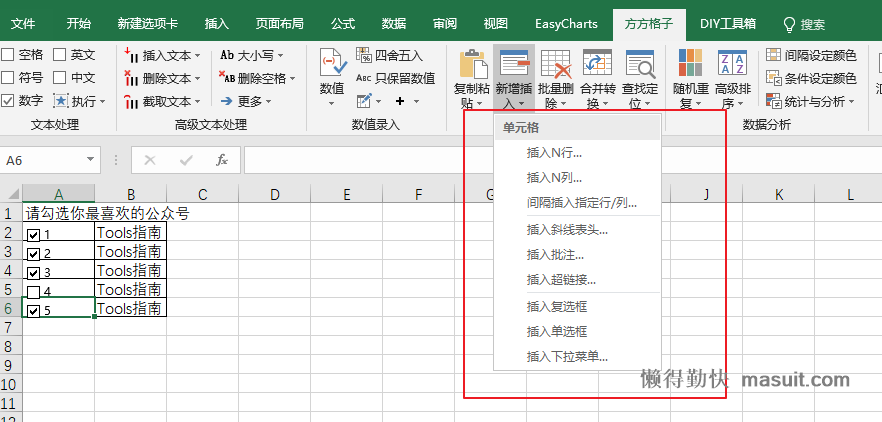 文件 开始 新建选项卡 插入 页面布局 公式 数据 审阅 视图 EasyCharts 方方格子 DIY工具箱 搜索
空格 英文 插入文本 Ab 大小写 四舍五入 间隔设定颜色
符号 中文 删除文本 AB 删除空格 ABC 只保留数值 条件设定颜色
数字 执行 截取文本 更多 统计与分析
数值 复制粘贴 新增插入 批量删除 合并转换 查找定位 随机重复 高级排序
文本处理 高级文本处理 数值录入 数据分析
A6 fx
单元格
插入N行...
插入N列...
间隔插入指定行/列...
插入斜线表头...
插入批注...
插入超链接...
插入复选框
插入单选框
插入下拉菜单...
A B C D E F G J K L
1 请勾选你最喜欢的公众号
2 1 Tools指南
3 2 Tools指南
4 3 Tools指南
5 4 Tools指南
6 5 Tools指南
7
8
9
10
11
12
懒得勤快 masuit.com